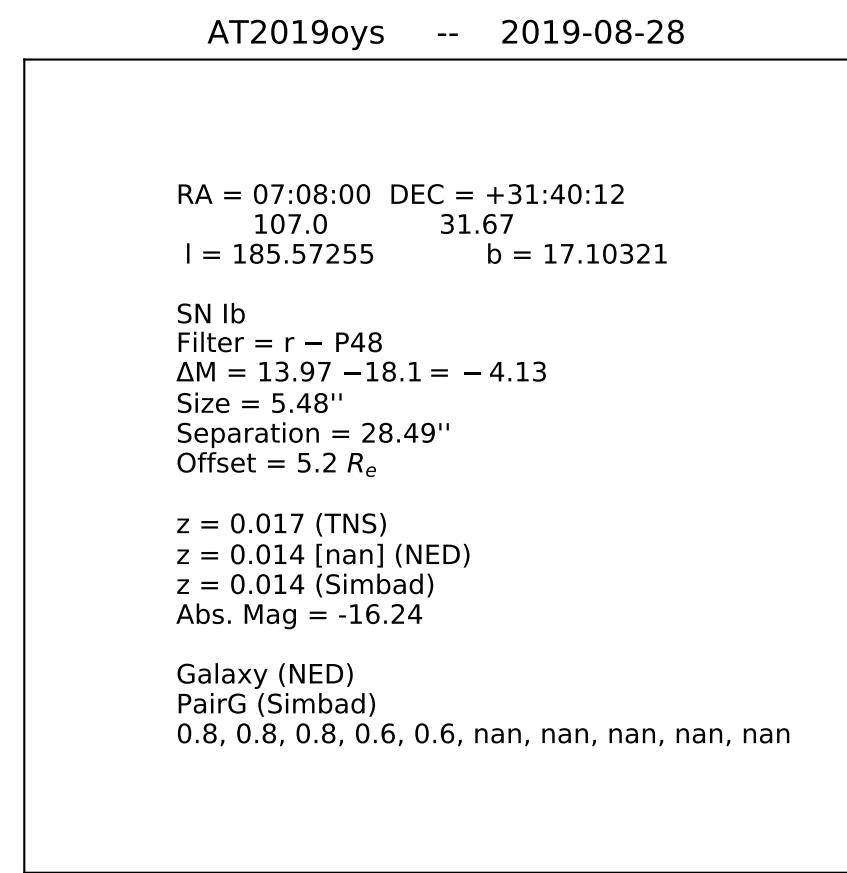 AT2019oys -- 2019-08-28
RA = 07:08:00 DEC = +31:40:12
107.0 31.67
l = 185.57255 b = 17.10321
SN Ib
Filter = r − P48
ΔM = 13.97 −18.1 = − 4.13
Size = 5.48''
Separation = 28.49''
Offset = 5.2 Rₑ
z = 0.017 (TNS)
z = 0.014 [nan] (NED)
z = 0.014 (Simbad)
Abs. Mag = -16.24
Galaxy (NED)
PairG (Simbad)
0.8, 0.8, 0.8, 0.6, 0.6, nan, nan, nan, nan, nan